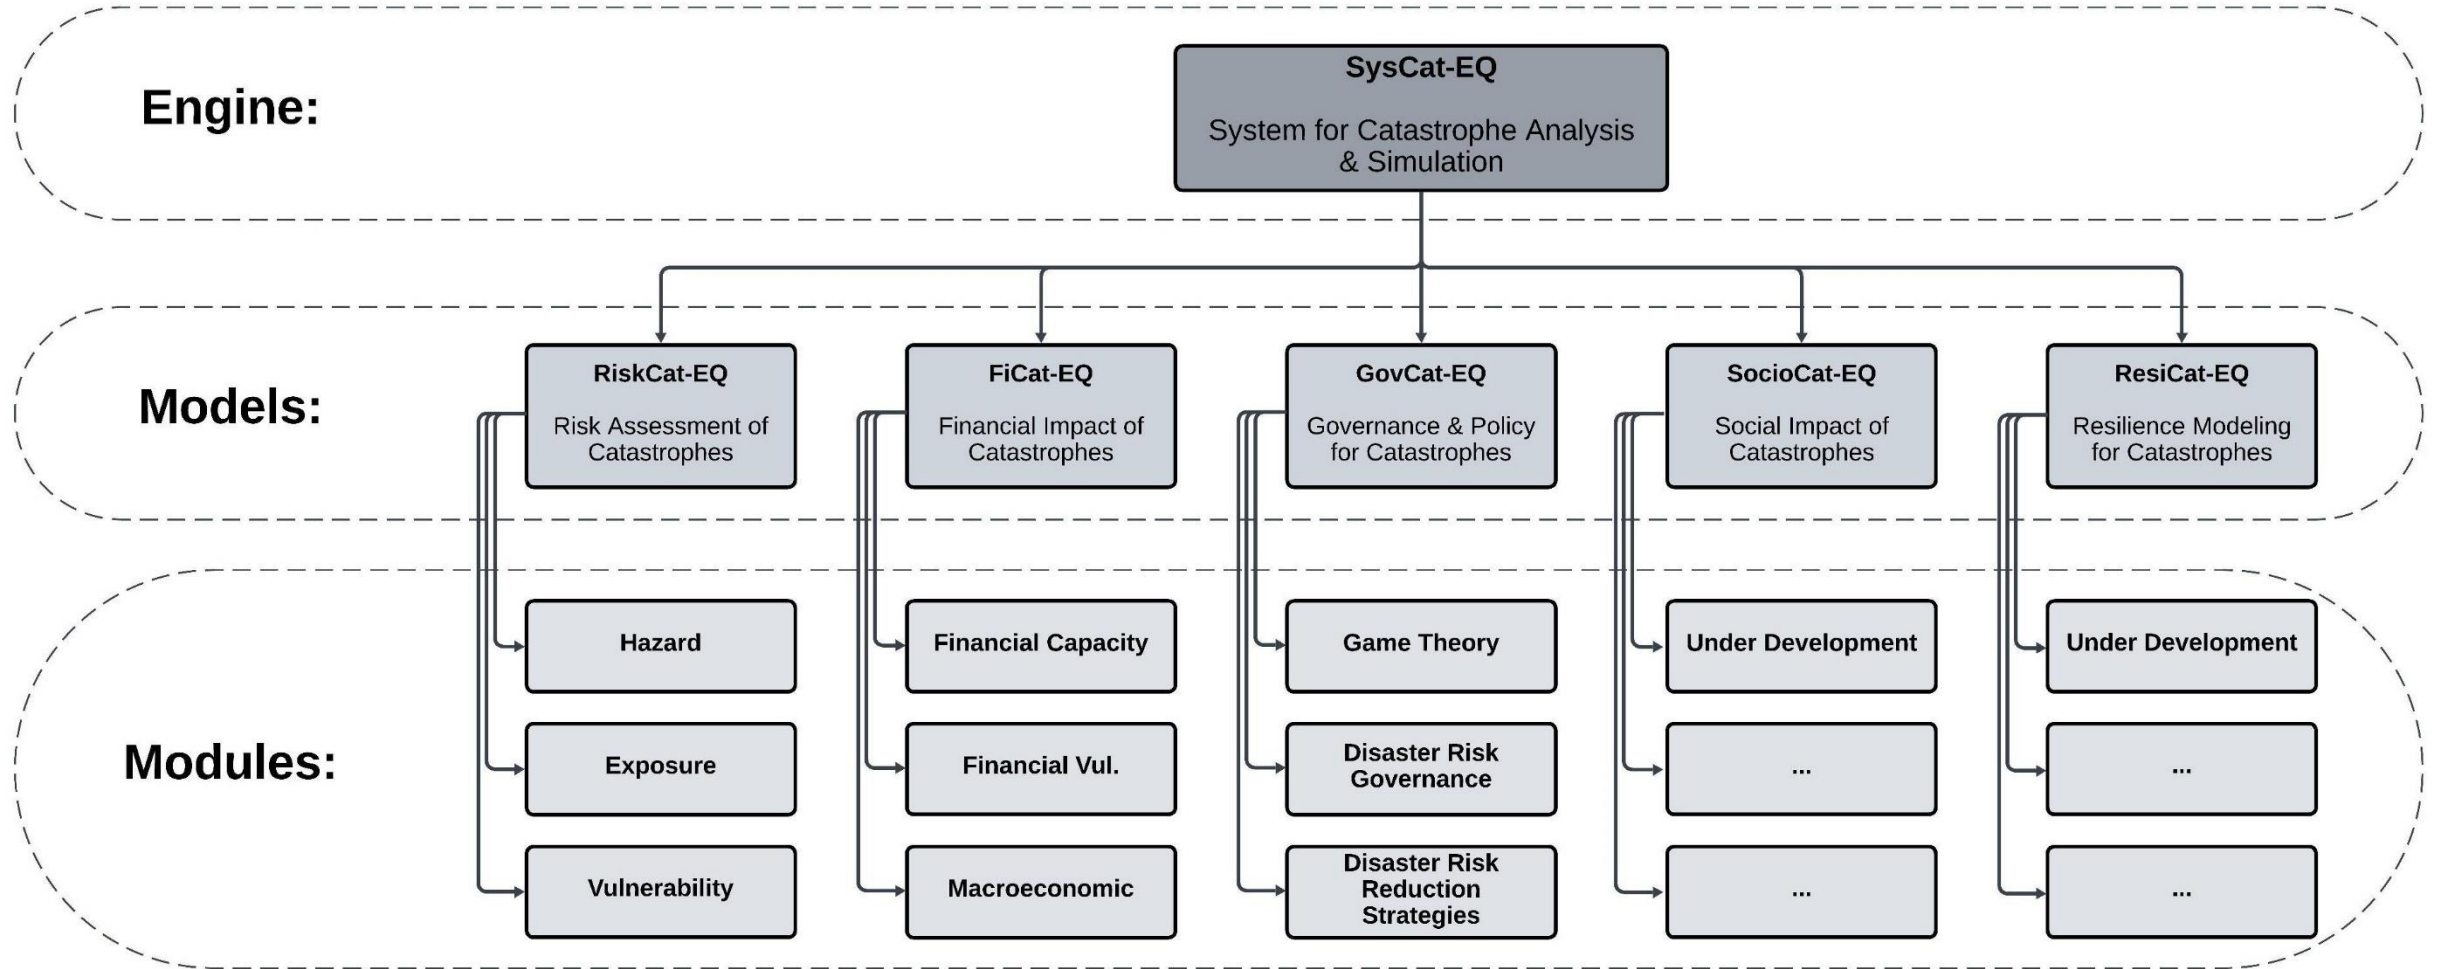 Engine:
SysCat-EQ
System for Catastrophe Analysis
& Simulation
Models:
RiskCat-EQ
Risk Assessment of
Catastrophes
FiCat-EQ
Financial Impact of
Catastrophes
GovCat-EQ
Governance & Policy
for Catastrophes
SocioCat-EQ
Social Impact of
Catastrophes
ResiCat-EQ
Resilience Modeling
for Catastrophes
Modules:
Hazard
Financial Capacity
Game Theory
Under Development
Under Development
Exposure
Financial Vul.
Disaster Risk
Governance
...
...
Vulnerability
Macroeconomic
Disaster Risk
Reduction
Strategies
...
...